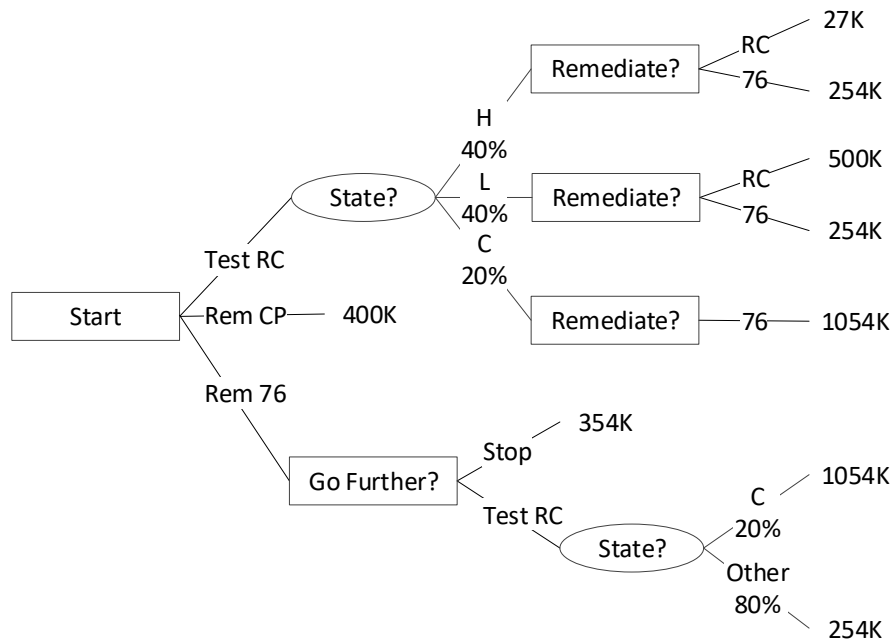 27K
RC
Remediate?
76
254K
H
40%
500K
RC
State?
L
Remediate?
40%
76
254K
C
Test RC
20%
Start
Rem CP
400K
Remediate?
76
1054K
Rem 76
354K
Stop
Go Further?
1054K
C
Test RC
20%
State?
Other
80%
254K